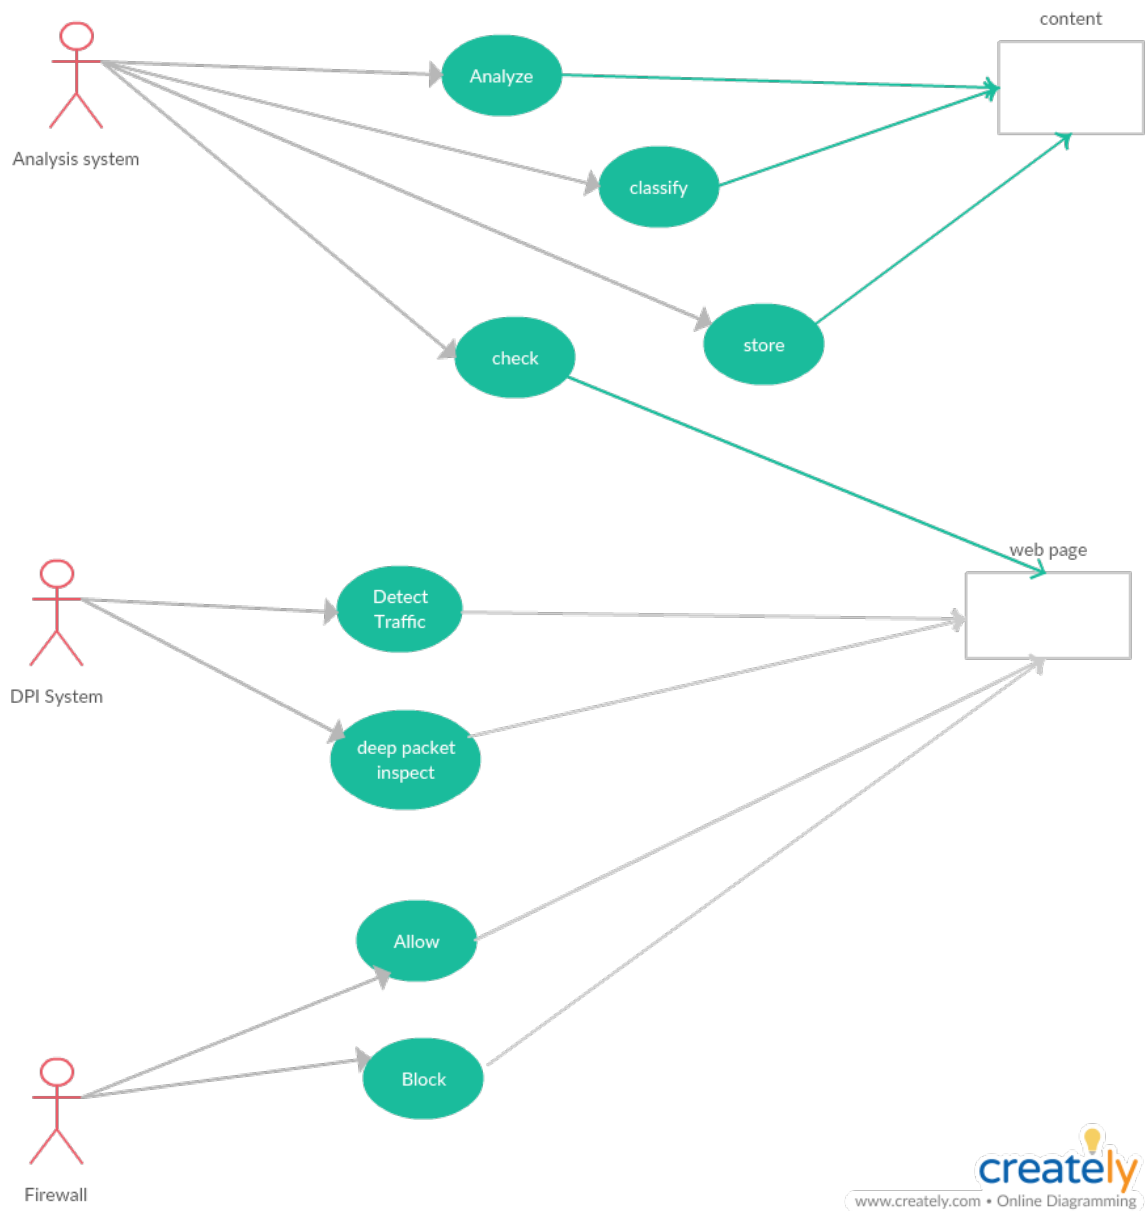 content
Analyze
Analysis system
classify
store
check
web page
Detect
Traffic
DPI System
deep packet
inspect
Allow
Block
Firewall
creately
www.creately.com • Online Diagramming